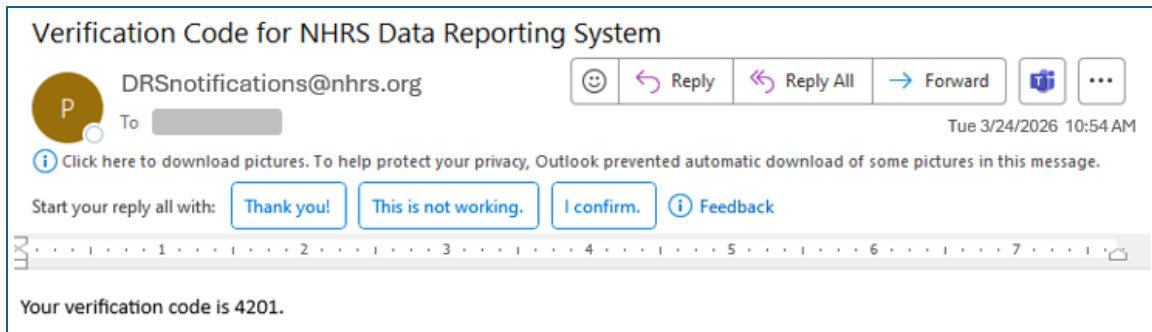 Verification Code for NHRS Data Reporting System
P
DRSnotifications@nhrs.org
Reply
Reply All
Forward
To
Tue 3/24/2026 10:54 AM
Click here to download pictures. To help protect your privacy, Outlook prevented automatic download of some pictures in this message.
Start your reply all with: Thank you! This is not working. I confirm. Feedback
1 2 3 4 5 6 7
Your verification code is 4201.